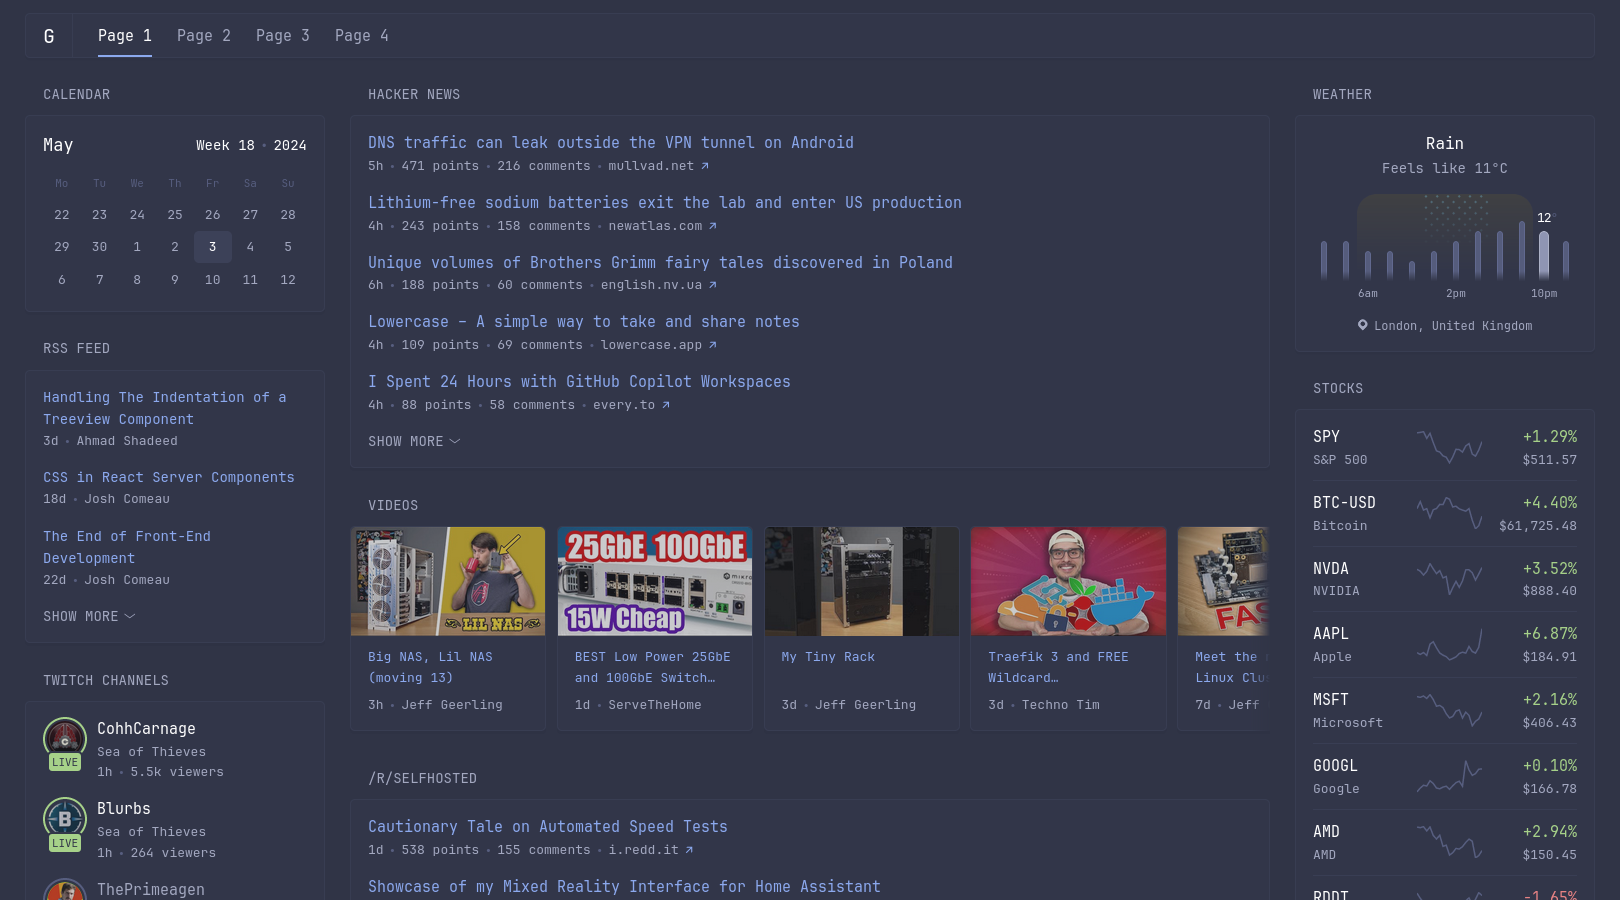 G
Page 1 Page 2 Page 3 Page 4
CALENDAR
May Week 18 • 2024
Mo Tu We Th Fr Sa Su
22 23 24 25 26 27 28
29 30 1 2 3 4 5
6 7 8 9 10 11 12
RSS FEED
Handling The Indentation of a
Treeview Component
3d • Ahmad Shadeed
CSS in React Server Components
18d • Josh Comeau
The End of Front-End
Development
22d • Josh Comeau
SHOW MORE
TWITCH CHANNELS
CohhCarnage
Sea of Thieves
1h • 5.5k viewers
LIVE
Blurbs
Sea of Thieves
1h • 264 viewers
B
LIVE
ThePrimeagen
HACKER NEWS
DNS traffic can leak outside the VPN tunnel on Android
5h • 471 points • 216 comments • mullvad.net ↗
Lithium-free sodium batteries exit the lab and enter US production
4h • 243 points • 158 comments • newatlas.com ↗
Unique volumes of Brothers Grimm fairy tales discovered in Poland
6h • 188 points • 60 comments • english.nv.ua ↗
Lowercase – A simple way to take and share notes
4h • 109 points • 69 comments • lowercase.app ↗
I Spent 24 Hours with GitHub Copilot Workspaces
4h • 88 points • 58 comments • every.to ↗
SHOW MORE
VIDEOS
LIL NAS
Big NAS, Lil NAS
(moving 13)
3h • Jeff Geerling
25GbE 100GbE
15W Cheap
BEST Low Power 25GbE
and 100GbE Switch…
1d • ServeTheHome
My Tiny Rack
3d • Jeff Geerling
Traefik 3 and FREE
Wildcard…
3d • Techno Tim
FAS
Meet the
Linux Clu
7d • Jeff
/R/SELFHOSTED
Cautionary Tale on Automated Speed Tests
1d • 538 points • 155 comments • i.redd.it ↗
Showcase of my Mixed Reality Interface for Home Assistant
WEATHER
Rain
Feels like 11°C
12°
6am 2pm 10pm
London, United Kingdom
STOCKS
SPY +1.29%
S&P 500 $511.57
BTC-USD +4.40%
Bitcoin $61,725.48
NVDA +3.52%
NVIDIA $888.40
AAPL +6.87%
Apple $184.91
MSFT +2.16%
Microsoft $406.43
GOOGL +0.10%
Google $166.78
AMD +2.94%
AMD $150.45
RDDT -1.65%